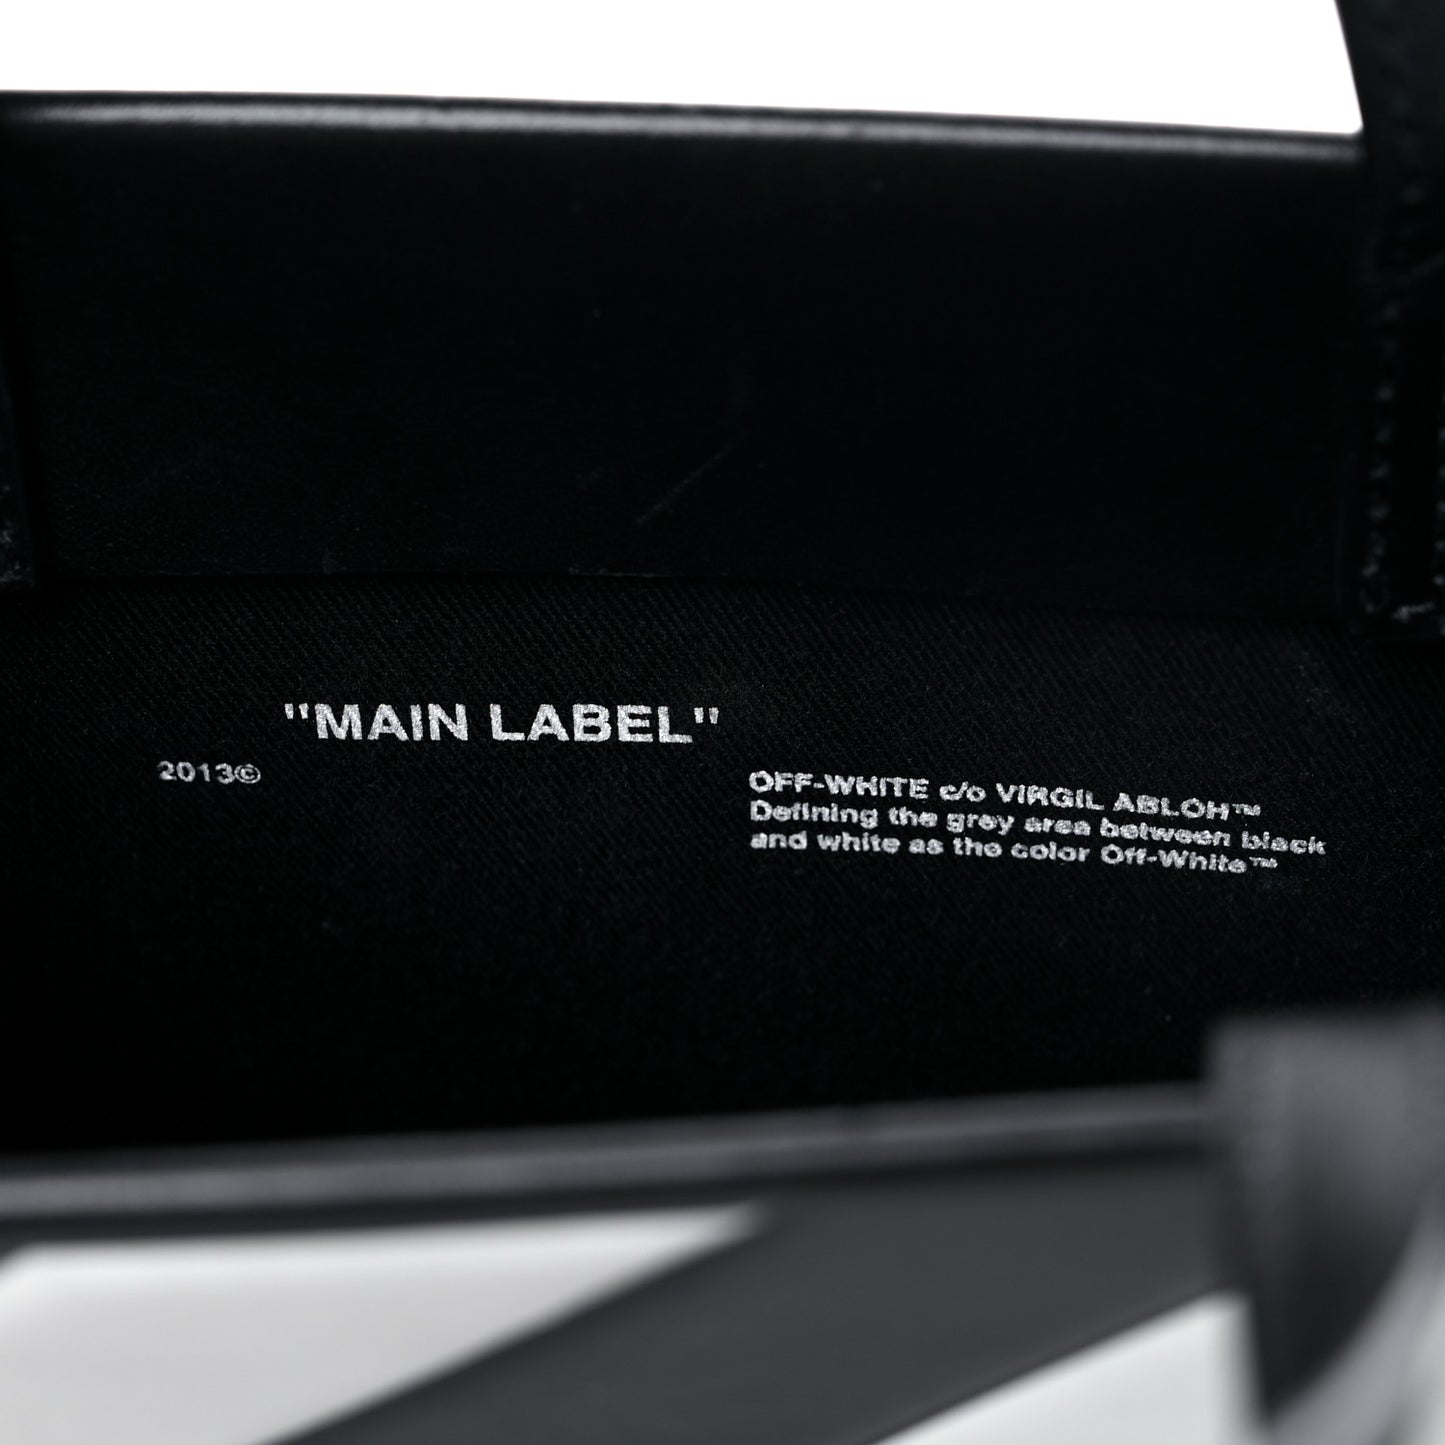 "MAIN LABEL"
2013©
OFF-WHITE c/o VIRGIL ABLOH™
Defining the grey area between black
and white as the color Off-White™